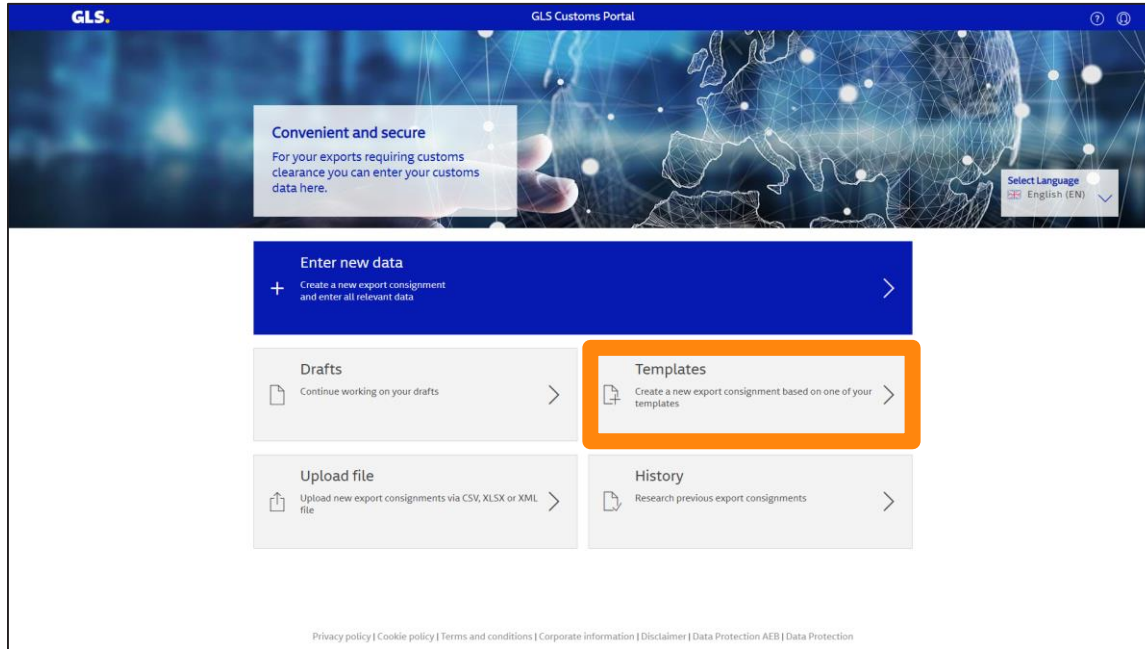 GLS.
GLS Customs Portal
Convenient and secure
For your exports requiring customs
clearance you can enter your customs
data here.
Select Language
English (EN)
Enter new data
Create a new export consignment
and enter all relevant data
Drafts
Continue working on your drafts
Templates
Create a new export consignment based on one of your
templates
Upload file
Upload new export consignments via CSV, XLSX or XML
file
History
Research previous export consignments
Privacy policy | Cookie policy | Terms and conditions | Corporate information | Disclaimer | Data Protection AEB | Data Protection